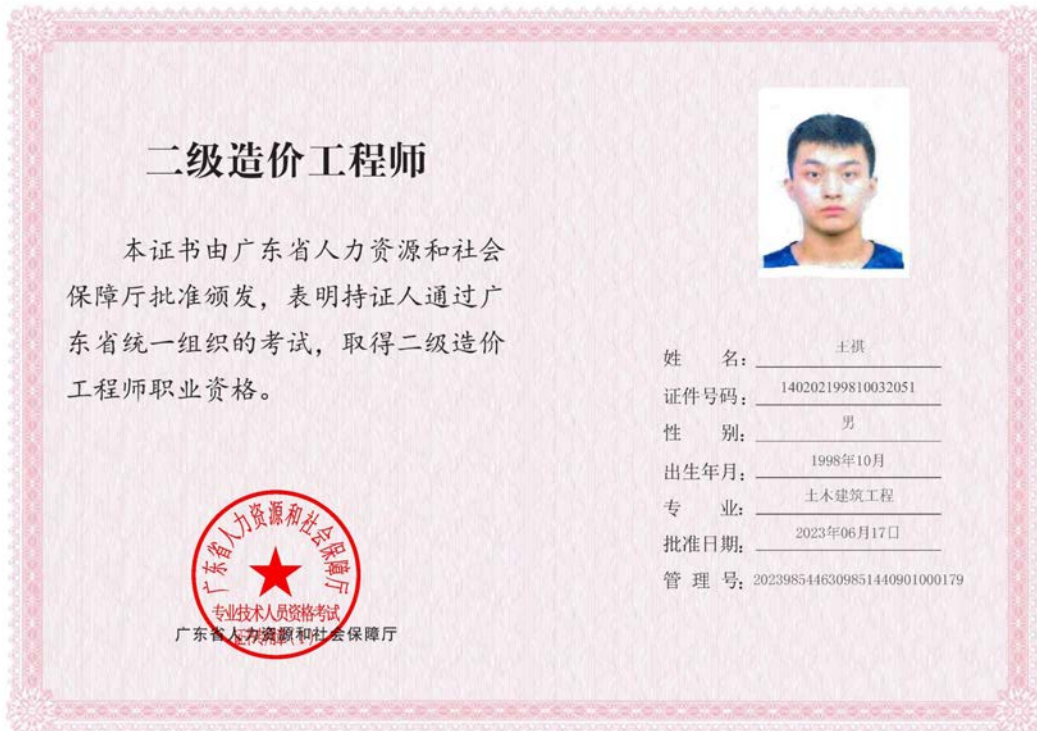 二级造价工程师
本证书由广东省人力资源和社会
保障厅批准颁发，表明持证人通过广
东省统一组织的考试，取得二级造价
工程师职业资格。
广东省人力资源和社会保障厅
专业技术人员资格考试
广东省人力资源和社会保障厅
姓 名：王祺
证件号码：140202199810032051
性 别：男
出生年月：1998年10月
专 业：土木建筑工程
批准日期：2023年06月17日
管 理 号：20239854463098514409010​00179